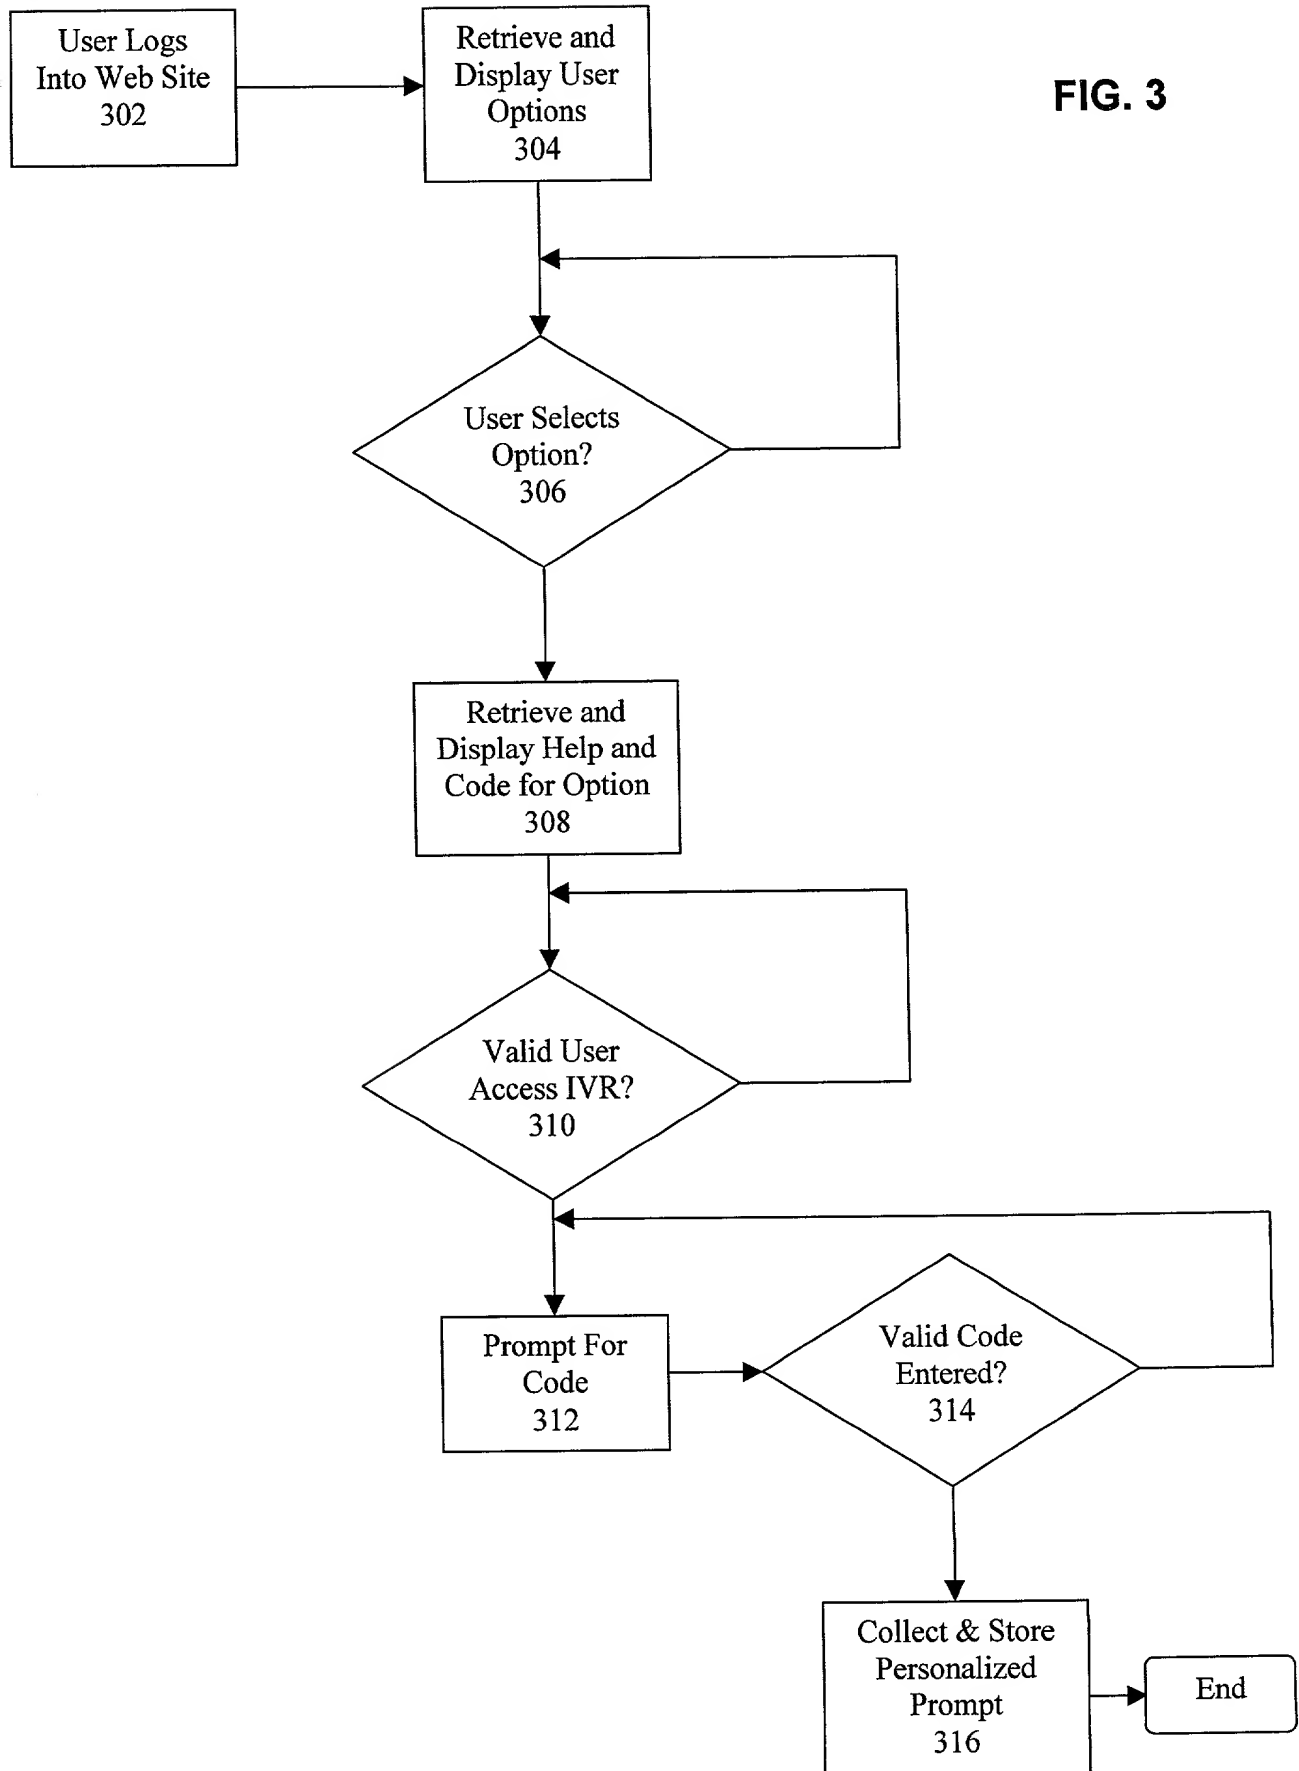 User Logs
Into Web Site
302
Retrieve and
Display User
Options
304
FIG. 3
User Selects
Option?
306
Retrieve and
Display Help and
Code for Option
308
Valid User
Access IVR?
310
Prompt For
Code
312
Valid Code
Entered?
314
Collect & Store
Personalized
Prompt
316
End